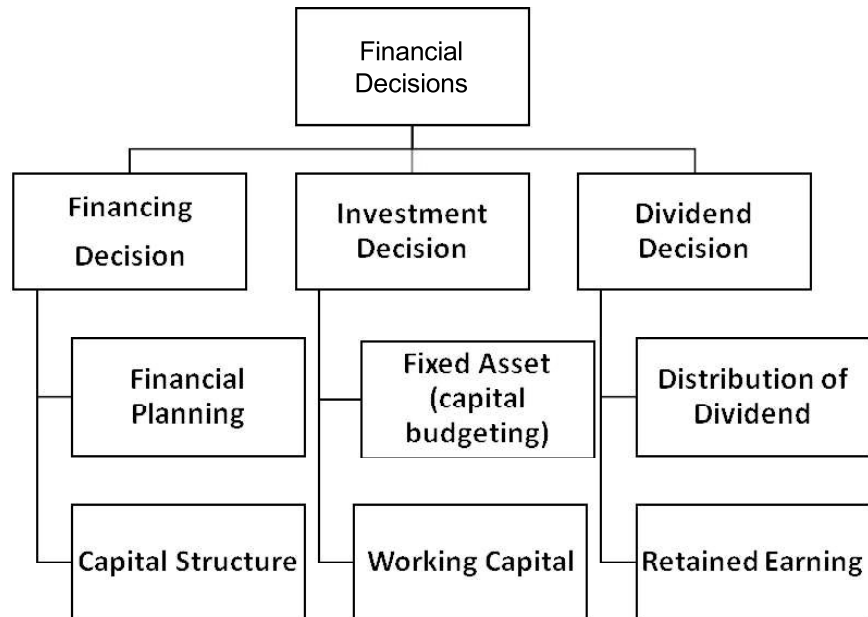 Financial
Decisions
Financing
Decision
Investment
Decision
Dividend
Decision
Financial
Planning
Fixed Asset
(capital
budgeting)
Distribution of
Dividend
Capital Structure
Working Capital
Retained Earning